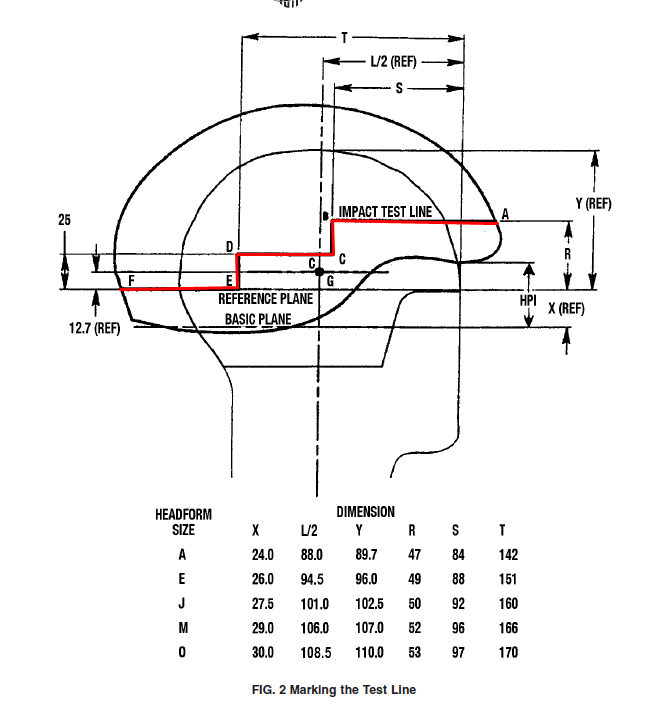 T
L/2 (REF)
S
25
B
IMPACT TEST LINE
A
Y (REF)
D
C
C
R
F
E
G
REFERENCE PLANE
HPI
X (REF)
12.7 (REF)
BASIC PLANE
HEADFORM SIZE DIMENSION
X L/2 Y R S T
A 24.0 88.0 89.7 47 84 142
E 26.0 94.5 96.0 49 88 151
J 27.5 101.0 102.5 50 92 160
M 29.0 106.0 107.0 52 96 166
O 30.0 108.5 110.0 53 97 170
FIG. 2 Marking the Test Line